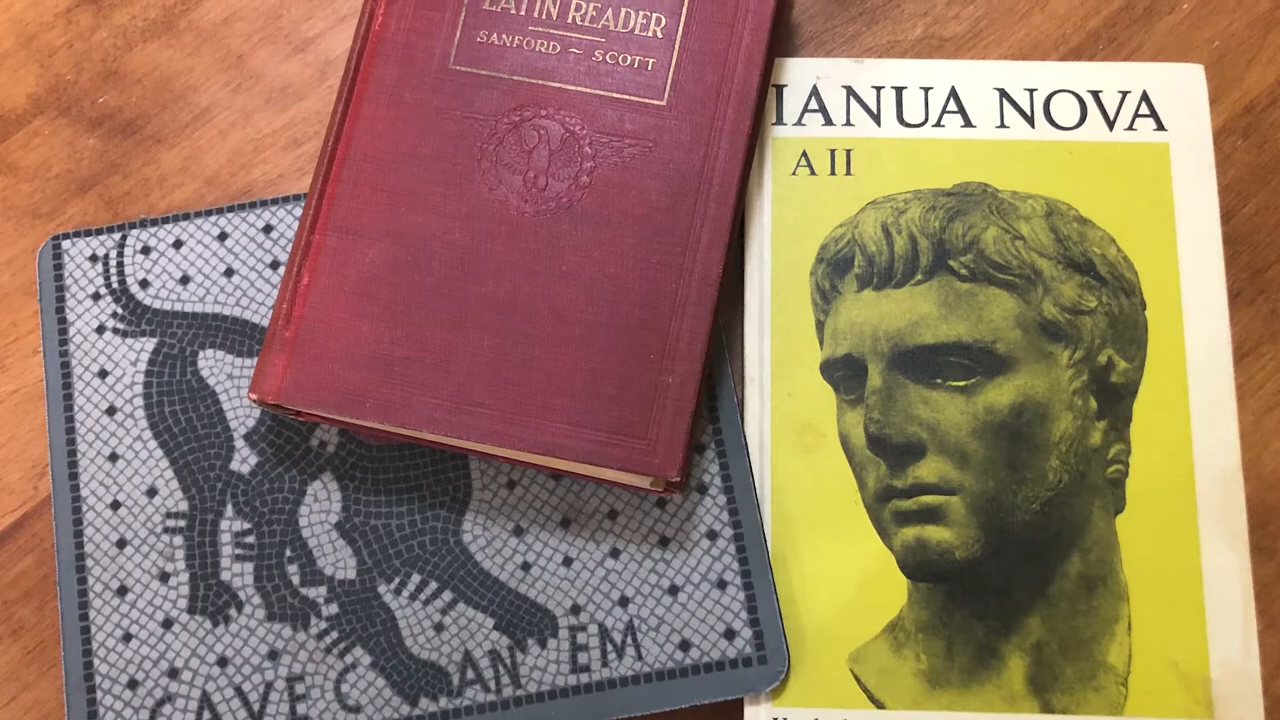 LATIN READER
SANFORD ~ SCOTT
IANUA NOVA
A II
CAVE CANEM